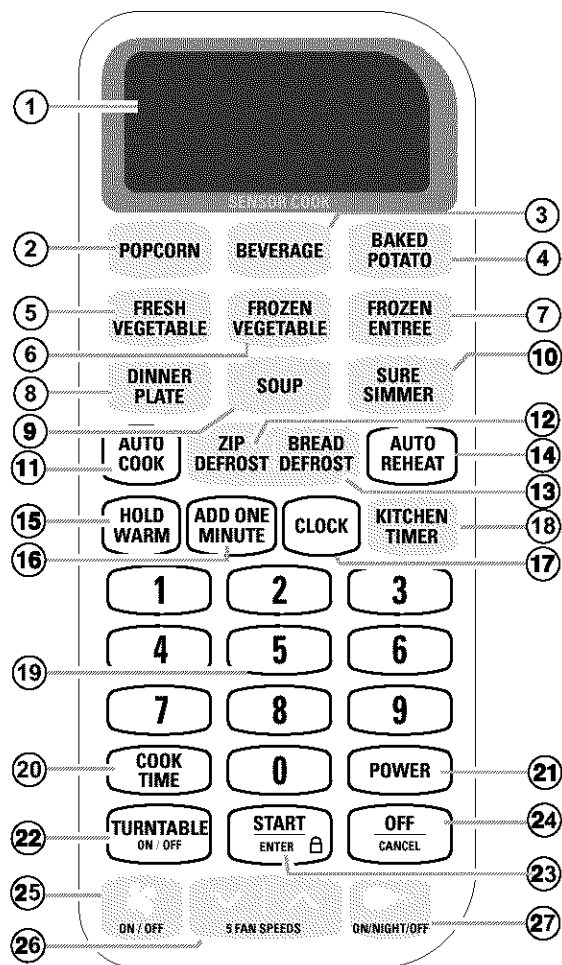 1
SENSOR COOK
3
2
POPCORN
BEVERAGE
BAKED
POTATO
4
5
FRESH
VEGETABLE
FROZEN
VEGETABLE
FROZEN
ENTREE
7
6
10
8
DINNER
PLATE
SOUP
SURE
SIMMER
9
12
AUTO
COOK
ZIP
DEFROST
BREAD
DEFROST
AUTO
REHEAT
11
14
13
15
HOLD
WARM
ADD ONE
MINUTE
CLOCK
KITCHEN
TIMER
18
16
17
1 2 3
4 5 6
19
7 8 9
20
COOK
TIME
0
POWER
21
22
TURNTABLE
ON / OFF
START
ENTER
OFF
CANCEL
24
23
25
ON / OFF
5 FAN SPEEDS
ON/NIGHT/OFF
27
26